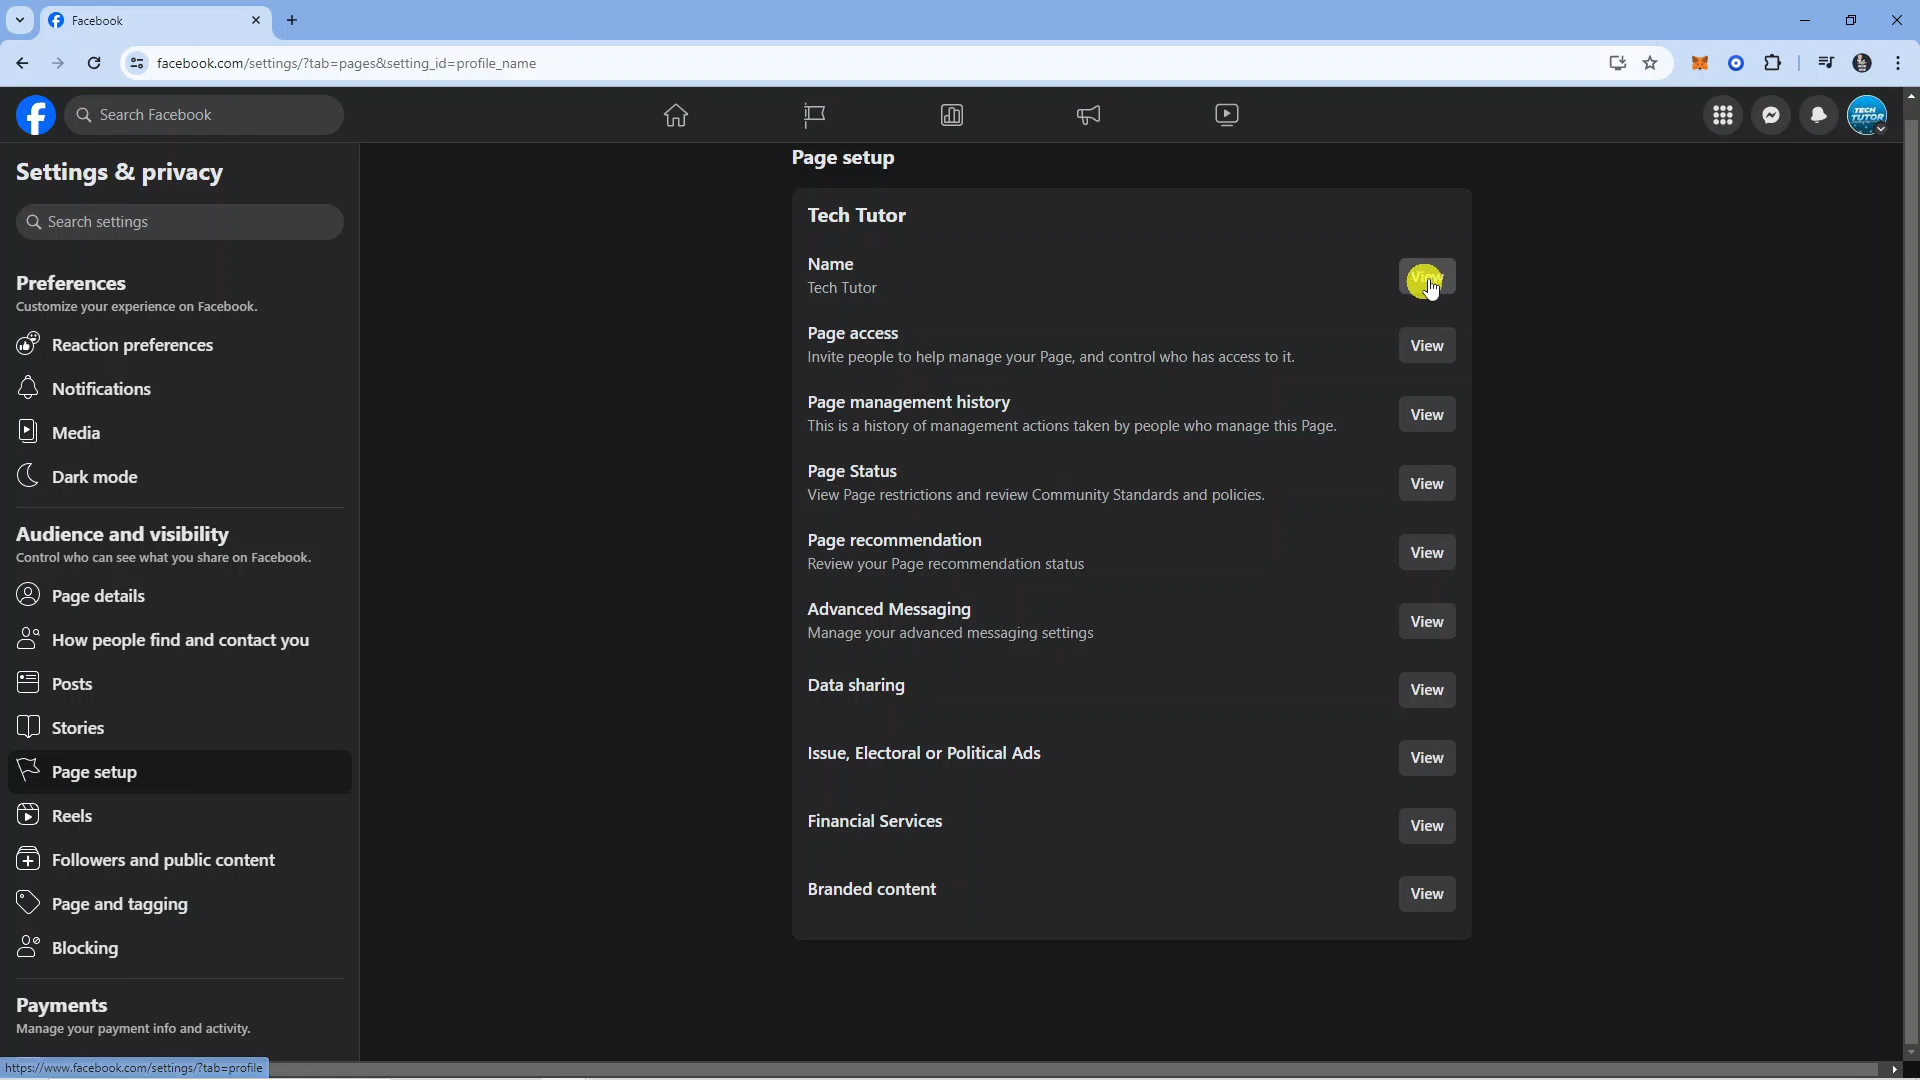 Facebook
facebook.com/settings/?tab=pages&setting_id=profile_name
Search Facebook
TECH
TUTOR
Settings & privacy
Search settings
Preferences
Customize your experience on Facebook.
Reaction preferences
Notifications
Media
Dark mode
Audience and visibility
Control who can see what you share on Facebook.
Page details
How people find and contact you
Posts
Stories
Page setup
Reels
Followers and public content
Page and tagging
Blocking
Payments
Manage your payment info and activity.
https://www.facebook.com/settings/?tab=profile
Page setup
Tech Tutor
Name
Tech Tutor
View
Page access
Invite people to help manage your Page, and control who has access to it.
View
Page management history
This is a history of management actions taken by people who manage this Page.
View
Page Status
View Page restrictions and review Community Standards and policies.
View
Page recommendation
Review your Page recommendation status
View
Advanced Messaging
Manage your advanced messaging settings
View
Data sharing
View
Issue, Electoral or Political Ads
View
Financial Services
View
Branded content
View